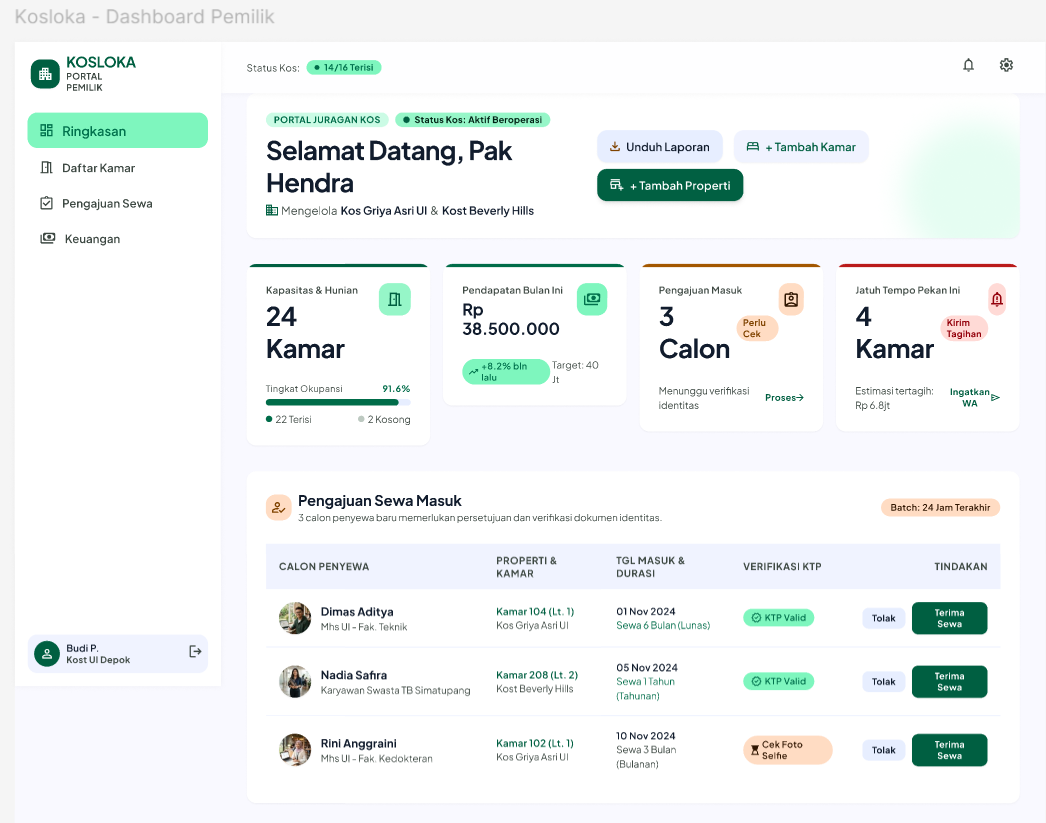 Kosloka - Dashboard Pemilik
KOSLOKA
PORTAL
PEMILIK
Ringkasan
Daftar Kamar
Pengajuan Sewa
Keuangan
Budi P.
Kost UI Depok
Status Kos:
14/16 Terisi
PORTAL JURAGAN KOS
Status Kos: Aktif Beroperasi
Selamat Datang, Pak
Hendra
Mengelola Kos Griya Asri UI & Kost Beverly Hills
Unduh Laporan
+ Tambah Kamar
+ Tambah Properti
Kapasitas & Hunian
24
Kamar
Tingkat Okupansi
91.6%
22 Terisi
2 Kosong
Pendapatan Bulan Ini
Rp
38.500.000
+8.2% bln
lalu
Target: 40
Jt
Pengajuan Masuk
3
Calon
Perlu
Cek
Menunggu verifikasi
identitas
Proses
Jatuh Tempo Pekan Ini
4
Kamar
Kirim
Tagihan
Estimasi tertagih:
Rp 6.8jt
Ingatkan
WA
Pengajuan Sewa Masuk
3 calon penyewa baru memerlukan persetujuan dan verifikasi dokumen identitas.
Batch: 24 Jam Terakhir
CALON PENYEWA
PROPERTI &
KAMAR
TGL MASUK &
DURASI
VERIFIKASI KTP
TINDAKAN
Dimas Aditya
Mhs UI - Fak. Teknik
Kamar 104 (Lt. 1)
Kos Griya Asri UI
01 Nov 2024
Sewa 6 Bulan (Lunas)
KTP Valid
Tolak
Terima
Sewa
Nadia Safira
Karyawan Swasta TB Simatupang
Kamar 208 (Lt. 2)
Kost Beverly Hills
05 Nov 2024
Sewa 1 Tahun
(Tahunan)
KTP Valid
Tolak
Terima
Sewa
Rini Anggraini
Mhs UI - Fak. Kedokteran
Kamar 102 (Lt. 1)
Kos Griya Asri UI
10 Nov 2024
Sewa 3 Bulan
(Bulanan)
Cek Foto
Selfie
Tolak
Terima
Sewa